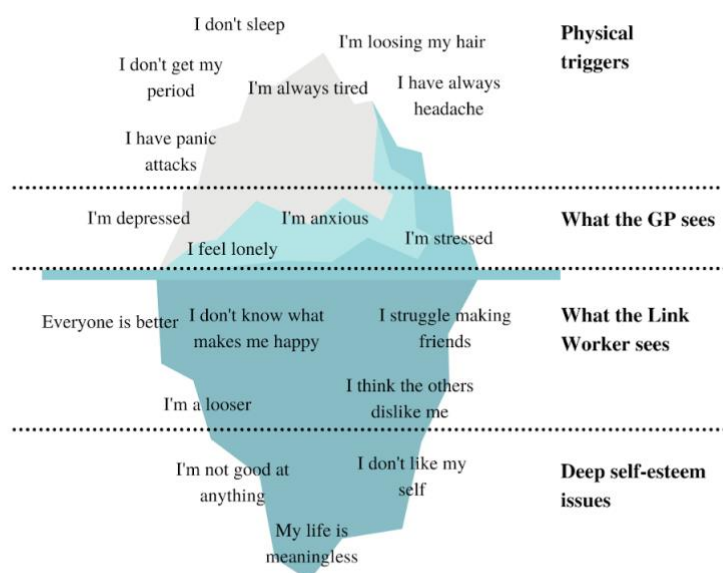 I don't sleep
I'm loosing my hair
Physical
triggers
I don't get my
period
I'm always tired
I have always
headache
I have panic
attacks
I'm depressed
I'm anxious
What the GP sees
I feel lonely
I'm stressed
Everyone is better
I don't know what
makes me happy
I struggle making
friends
What the Link
Worker sees
I'm a looser
I think the others
dislike me
I'm not good at
anything
I don't like my
self
Deep self-esteem
issues
My life is
meaningless